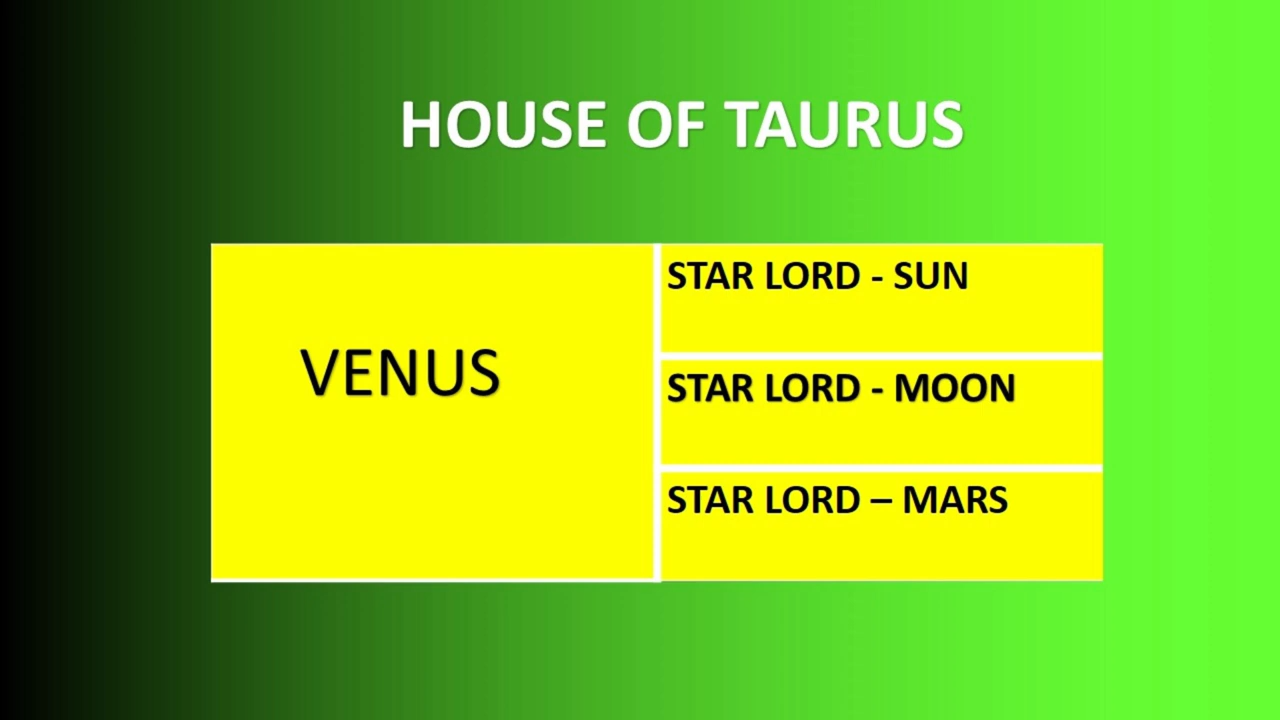 HOUSE OF TAURUS
VENUS
STAR LORD - SUN
STAR LORD - MOON
STAR LORD – MARS